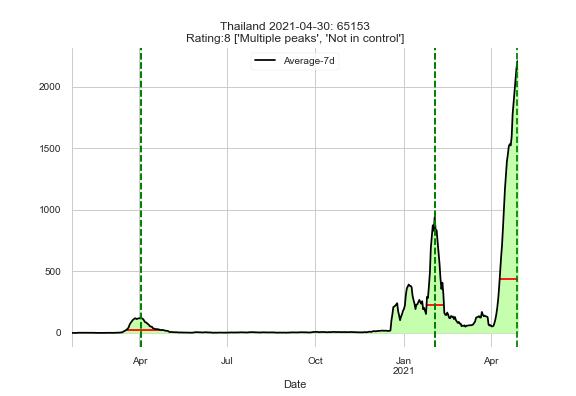 Thailand 2021-04-30: 65153
Rating:8 ['Multiple peaks', 'Not in control']
Average-7d
2000
1500
1000
500
0
Apr
Jul
Oct
Jan
2021
Apr
Date